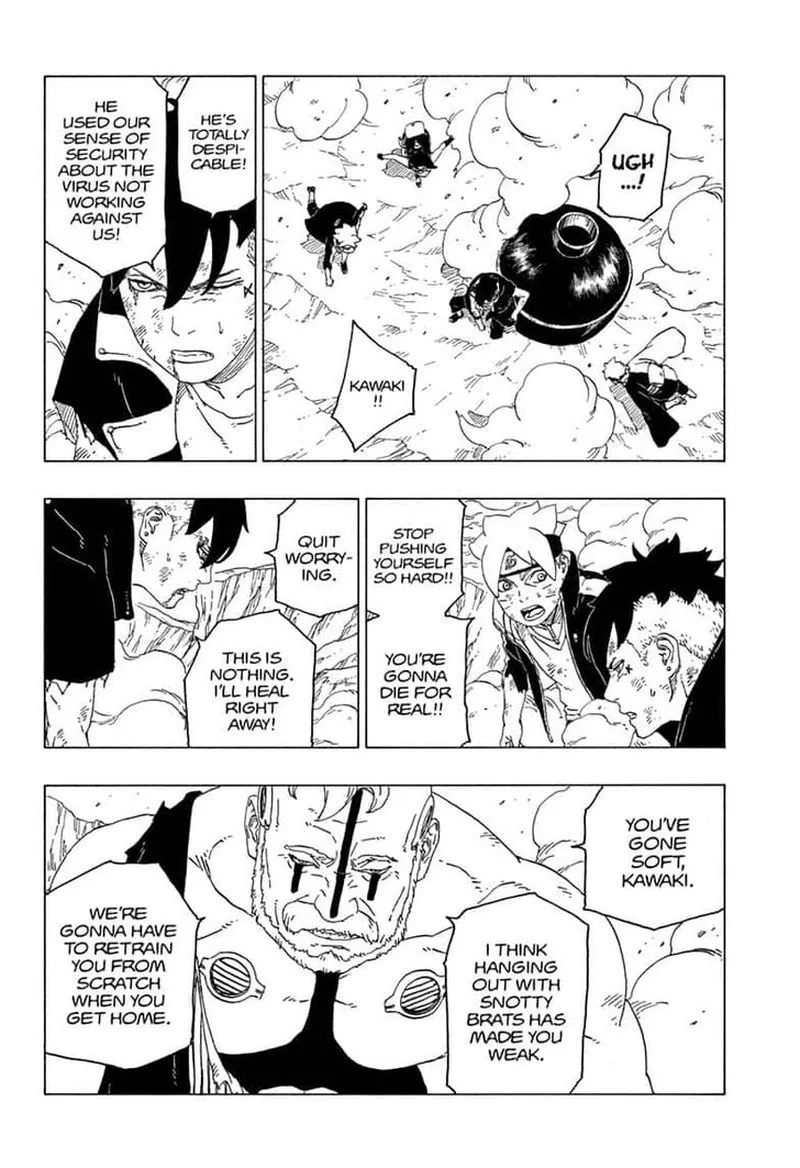 UGH
...!
KAWAKI
!!
HE'S
TOTALLY
DESPI-
CABLE!
HE
USED OUR
SENSE OF
SECURITY
ABOUT THE
VIRUS NOT
WORKING
AGAINST
US!
STOP
PUSHING
YOURSELF
SO HARD!!
YOU'RE
GONNA
DIE FOR
REAL!!
QUIT
WORRY-
ING.
THIS IS
NOTHING.
I'LL HEAL
RIGHT
AWAY!
YOU'VE
GONE
SOFT,
KAWAKI.
I THINK
HANGING
OUT WITH
SNOTTY
BRATS HAS
MADE YOU
WEAK.
WE'RE
GONNA HAVE
TO RETRAIN
YOU FROM
SCRATCH
WHEN YOU
GET HOME.